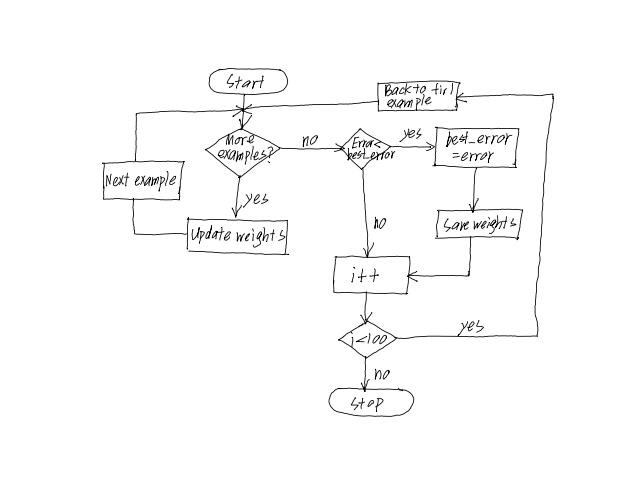 Start
Back to fir1
example
More
examples?
no
Error<
best_error
yes
best_error
=error
Next example
yes
Update weights
no
Save weights
i++
i<100
yes
no
Stop